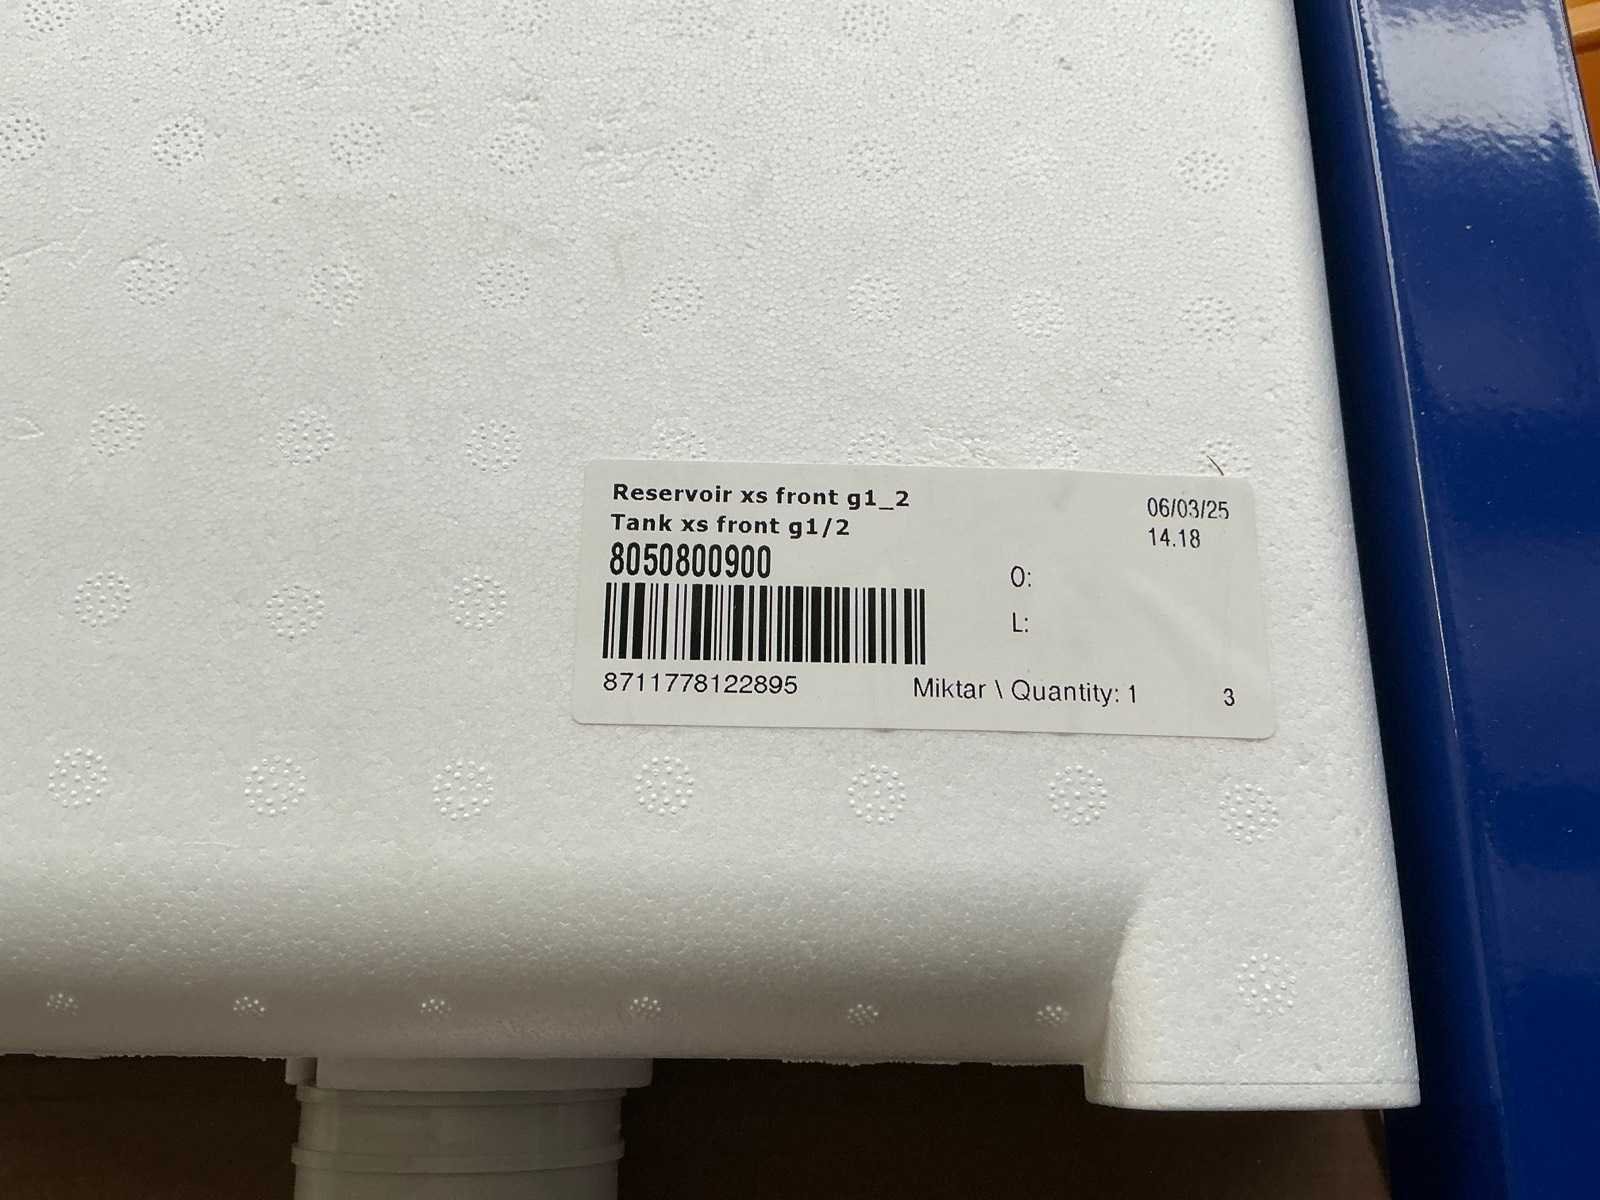 Reservoir xs front g1_2
Tank xs front g1/2
8050800900
06/03/25
14.18
O:
L:
8711778122895
Miktar \ Quantity: 1
3